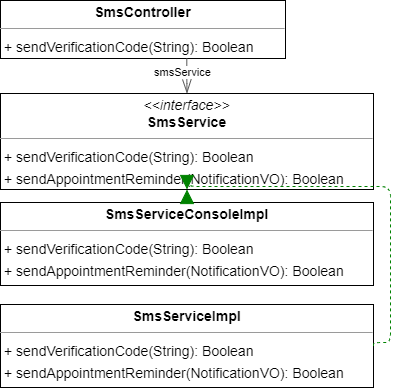 SmsController
+ sendVerificationCode(String): Boolean
smsService
<<interface>>
SmsService
+ sendVerificationCode(String): Boolean
+ sendAppointmentReminder(NotificationVO): Boolean
SmsServiceConsoleImpl
+ sendVerificationCode(String): Boolean
+ sendAppointmentReminder(NotificationVO): Boolean
SmsServiceImpl
+ sendVerificationCode(String): Boolean
+ sendAppointmentReminder(NotificationVO): Boolean